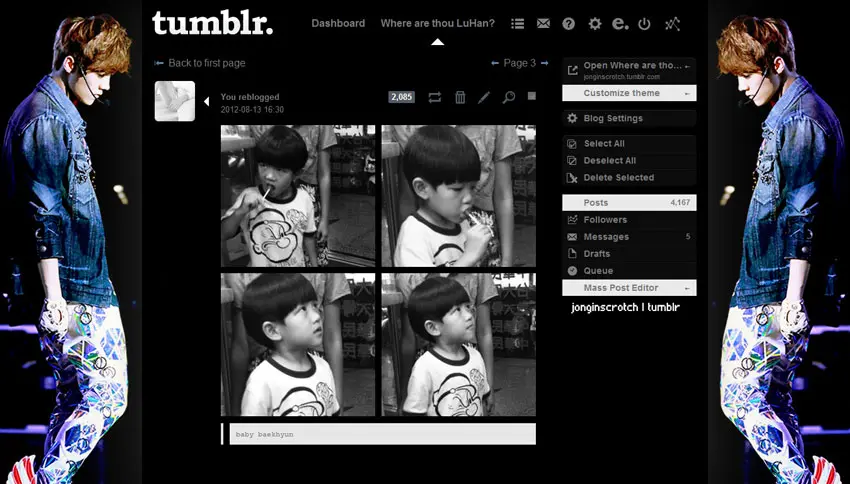 tumblr.
Dashboard
Where are thou LuHan?
Back to first page
Page 3
You reblogged
2,085
2012-08-13 16:30
baby baekhyun
Open Where are tho...
jonginscrotch.tumblr.com
Customize theme
Blog Settings
Select All
Deselect All
Delete Selected
Posts 4,167
Followers
Messages 5
Drafts
Queue
Mass Post Editor
jonginscrotch | tumblr